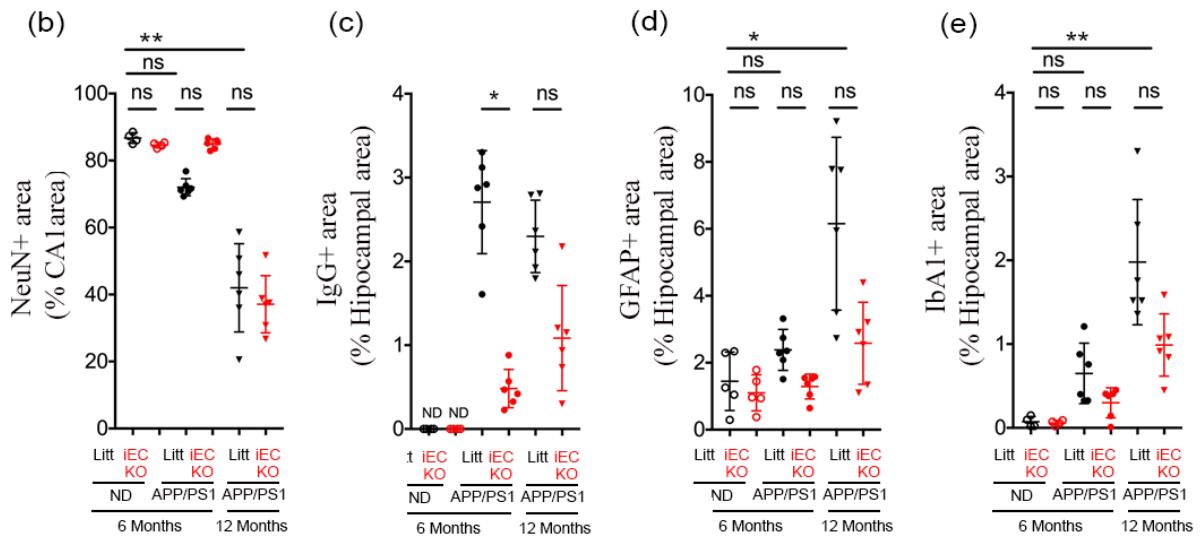 (b)
**
ns
ns ns ns
NeuN+ area
(% CA1area)
100
80
60
40
20
0
Litt iEC KO Litt iEC KO Litt iEC KO
ND APP/PS1 APP/PS1
6 Months 12 Months
(c)
* ns
IgG+ area
(% Hipocampal area)
4
3
2
1
0
ND ND
t iEC KO Litt iEC KO Litt iEC KO
ND APP/PS1 APP/PS1
6 Months 12 Months
(d)
*
ns
ns ns ns
GFAP+ area
(% Hipocampal area)
10
8
6
4
2
0
Litt iEC KO Litt iEC KO Litt iEC KO
ND APP/PS1 APP/PS1
6 Months 12 Months
(e)
**
ns
ns ns ns
IbA1+ area
(% Hipocampal area)
4
3
2
1
0
Litt iEC KO Litt iEC KO Litt iEC KO
ND APP/PS1 APP/PS1
6 Months 12 Months